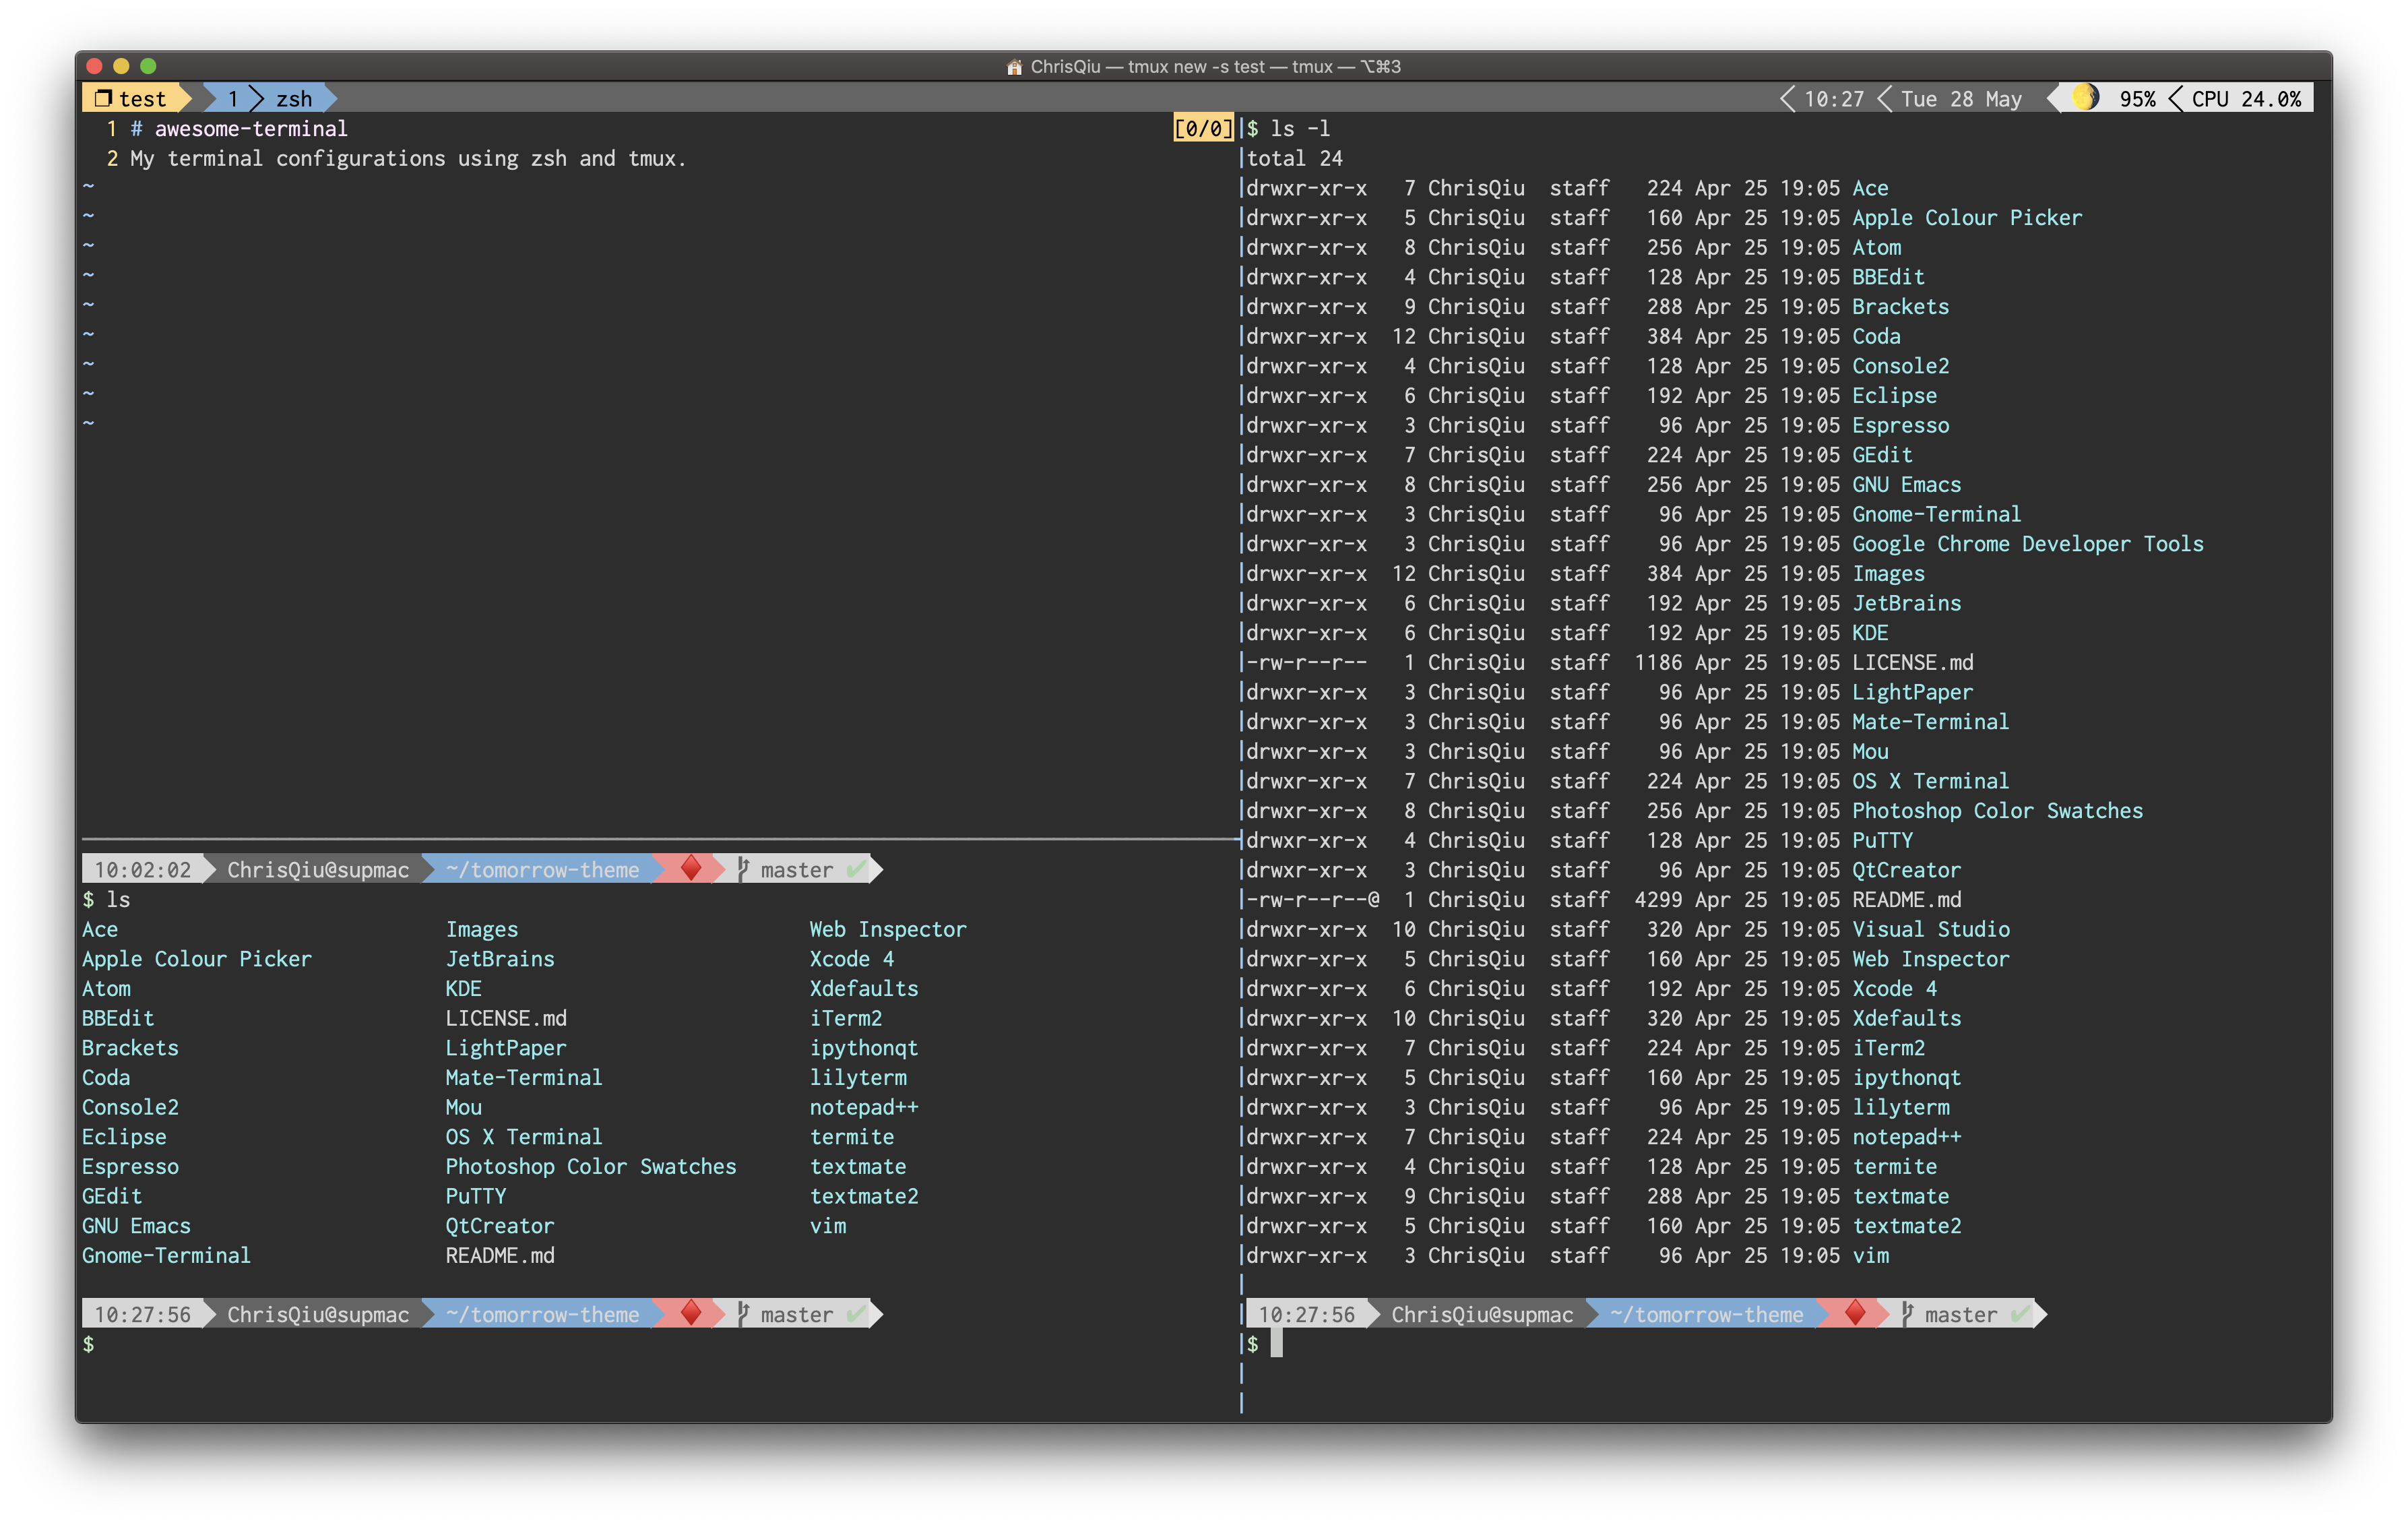 ChrisQiu — tmux new -s test — tmux — ⌥⌘3
test 1 zsh 10:27 Tue 28 May 95% CPU 24.0%
1 # awesome-terminal [0/0]
2 My terminal configurations using zsh and tmux.
~
~
~
~
~
~
~
~
~
10:02:02 ChrisQiu@supmac ~/tomorrow-theme master ✔
$ ls
Ace Images Web Inspector
Apple Colour Picker JetBrains Xcode 4
Atom KDE Xdefaults
BBEdit LICENSE.md iTerm2
Brackets LightPaper ipythonqt
Coda Mate-Terminal lilyterm
Console2 Mou notepad++
Eclipse OS X Terminal termite
Espresso Photoshop Color Swatches textmate
GEdit PuTTY textmate2
GNU Emacs QtCreator vim
Gnome-Terminal README.md
10:27:56 ChrisQiu@supmac ~/tomorrow-theme master ✔
$
$ ls -l
total 24
drwxr-xr-x 7 ChrisQiu staff 224 Apr 25 19:05 Ace
drwxr-xr-x 5 ChrisQiu staff 160 Apr 25 19:05 Apple Colour Picker
drwxr-xr-x 8 ChrisQiu staff 256 Apr 25 19:05 Atom
drwxr-xr-x 4 ChrisQiu staff 128 Apr 25 19:05 BBEdit
drwxr-xr-x 9 ChrisQiu staff 288 Apr 25 19:05 Brackets
drwxr-xr-x 12 ChrisQiu staff 384 Apr 25 19:05 Coda
drwxr-xr-x 4 ChrisQiu staff 128 Apr 25 19:05 Console2
drwxr-xr-x 6 ChrisQiu staff 192 Apr 25 19:05 Eclipse
drwxr-xr-x 3 ChrisQiu staff 96 Apr 25 19:05 Espresso
drwxr-xr-x 7 ChrisQiu staff 224 Apr 25 19:05 GEdit
drwxr-xr-x 8 ChrisQiu staff 256 Apr 25 19:05 GNU Emacs
drwxr-xr-x 3 ChrisQiu staff 96 Apr 25 19:05 Gnome-Terminal
drwxr-xr-x 3 ChrisQiu staff 96 Apr 25 19:05 Google Chrome Developer Tools
drwxr-xr-x 12 ChrisQiu staff 384 Apr 25 19:05 Images
drwxr-xr-x 6 ChrisQiu staff 192 Apr 25 19:05 JetBrains
drwxr-xr-x 6 ChrisQiu staff 192 Apr 25 19:05 KDE
-rw-r--r-- 1 ChrisQiu staff 1186 Apr 25 19:05 LICENSE.md
drwxr-xr-x 3 ChrisQiu staff 96 Apr 25 19:05 LightPaper
drwxr-xr-x 3 ChrisQiu staff 96 Apr 25 19:05 Mate-Terminal
drwxr-xr-x 3 ChrisQiu staff 96 Apr 25 19:05 Mou
drwxr-xr-x 7 ChrisQiu staff 224 Apr 25 19:05 OS X Terminal
drwxr-xr-x 8 ChrisQiu staff 256 Apr 25 19:05 Photoshop Color Swatches
drwxr-xr-x 4 ChrisQiu staff 128 Apr 25 19:05 PuTTY
drwxr-xr-x 3 ChrisQiu staff 96 Apr 25 19:05 QtCreator
-rw-r--r--@ 1 ChrisQiu staff 4299 Apr 25 19:05 README.md
drwxr-xr-x 10 ChrisQiu staff 320 Apr 25 19:05 Visual Studio
drwxr-xr-x 5 ChrisQiu staff 160 Apr 25 19:05 Web Inspector
drwxr-xr-x 6 ChrisQiu staff 192 Apr 25 19:05 Xcode 4
drwxr-xr-x 10 ChrisQiu staff 320 Apr 25 19:05 Xdefaults
drwxr-xr-x 7 ChrisQiu staff 224 Apr 25 19:05 iTerm2
drwxr-xr-x 5 ChrisQiu staff 160 Apr 25 19:05 ipythonqt
drwxr-xr-x 3 ChrisQiu staff 96 Apr 25 19:05 lilyterm
drwxr-xr-x 7 ChrisQiu staff 224 Apr 25 19:05 notepad++
drwxr-xr-x 4 ChrisQiu staff 128 Apr 25 19:05 termite
drwxr-xr-x 9 ChrisQiu staff 288 Apr 25 19:05 textmate
drwxr-xr-x 5 ChrisQiu staff 160 Apr 25 19:05 textmate2
drwxr-xr-x 3 ChrisQiu staff 96 Apr 25 19:05 vim
10:27:56 ChrisQiu@supmac ~/tomorrow-theme master ✔
$